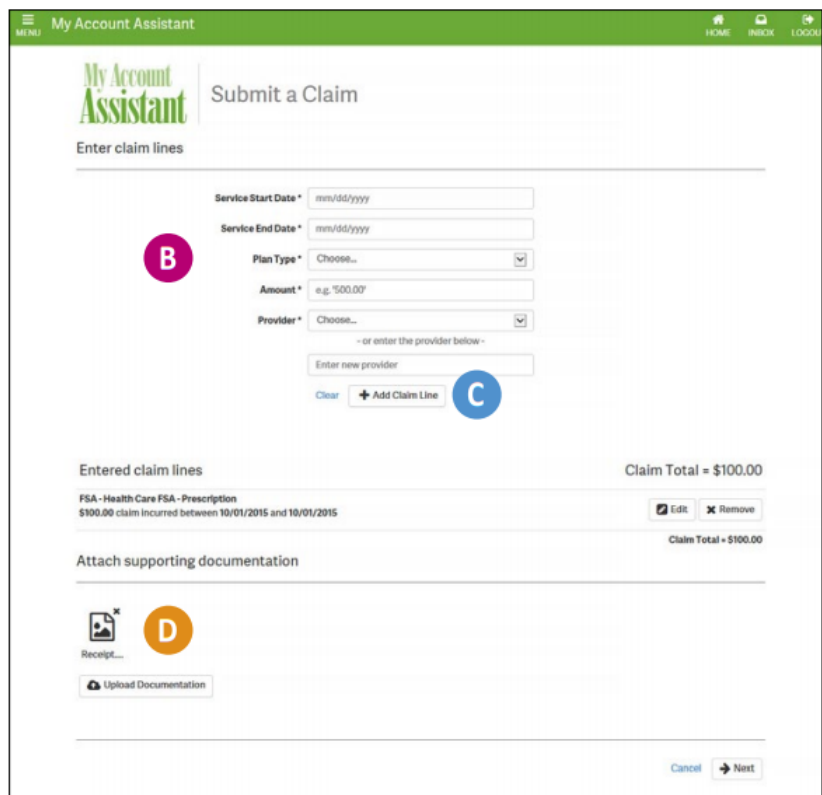 My Account Assistant
MENU
HOME
INBOX
LOGOU
My Account
Assistant
Submit a Claim
Enter claim lines
Service Start Date * mm/dd/yyyy
Service End Date * mm/dd/yyyy
B
Plan Type * Choose...
Amount * e.g. '500.00'
Provider * Choose...
- or enter the provider below -
Enter new provider
Clear + Add Claim Line C
Entered claim lines Claim Total = $100.00
FSA - Health Care FSA - Prescription
$100.00 claim incurred between 10/01/2015 and 10/01/2015
Edit Remove
Claim Total = $100.00
Attach supporting documentation
D
Receipt....
Upload Documentation
Cancel Next